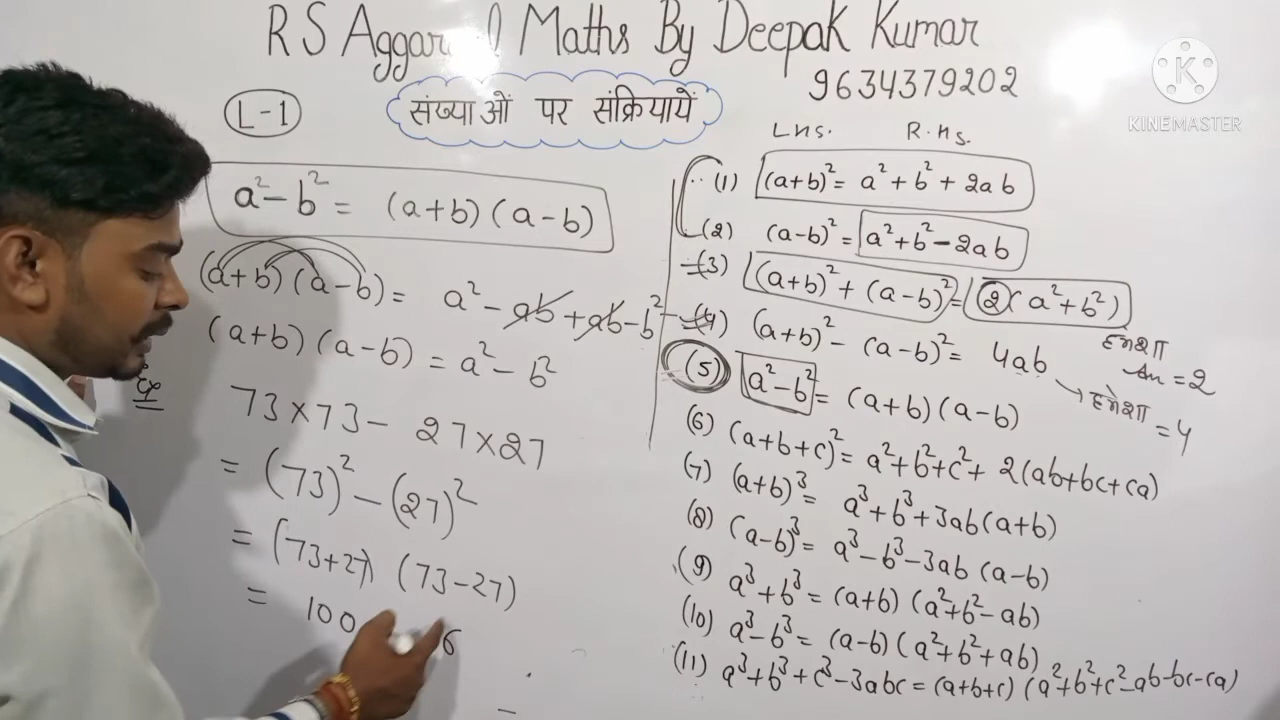 R S Aggar l Maths By Deepak Kumar
9634379202
KINEMASTER
L-1
संख्याओं पर संक्रियायें
a² - b² = (a+b) (a-b)
(a+b) (a-b) = a² - ab + ab - b²
(a+b) (a-b) = a² - b²
73×73 - 27×27
= (73)² - (27)²
= (73+27) (73-27)
= 100 6
L.H.S. R.H.S.
(1) (a+b)² = a² + b² + 2ab
(2) (a-b)² = a² + b² - 2ab
(3) (a+b)² + (a-b)² = 2(a² + b²)
हमेशा
An = 2
(4) (a+b)² - (a-b)² = 4ab
हमेशा
= 4
(5) a² - b² = (a+b) (a-b)
(6) (a+b+c)² = a² + b² + c² + 2(ab+bc+ca)
(7) (a+b)³ = a³ + b³ + 3ab(a+b)
(8) (a-b)³ = a³ - b³ - 3ab (a-b)
(9) a³ + b³ = (a+b) (a² + b² - ab)
(10) a³ - b³ = (a-b) (a² + b² + ab)
(11) a³ + b³ + c³ - 3abc = (a+b+c) (a² + b² + c² - ab - bc - ca)